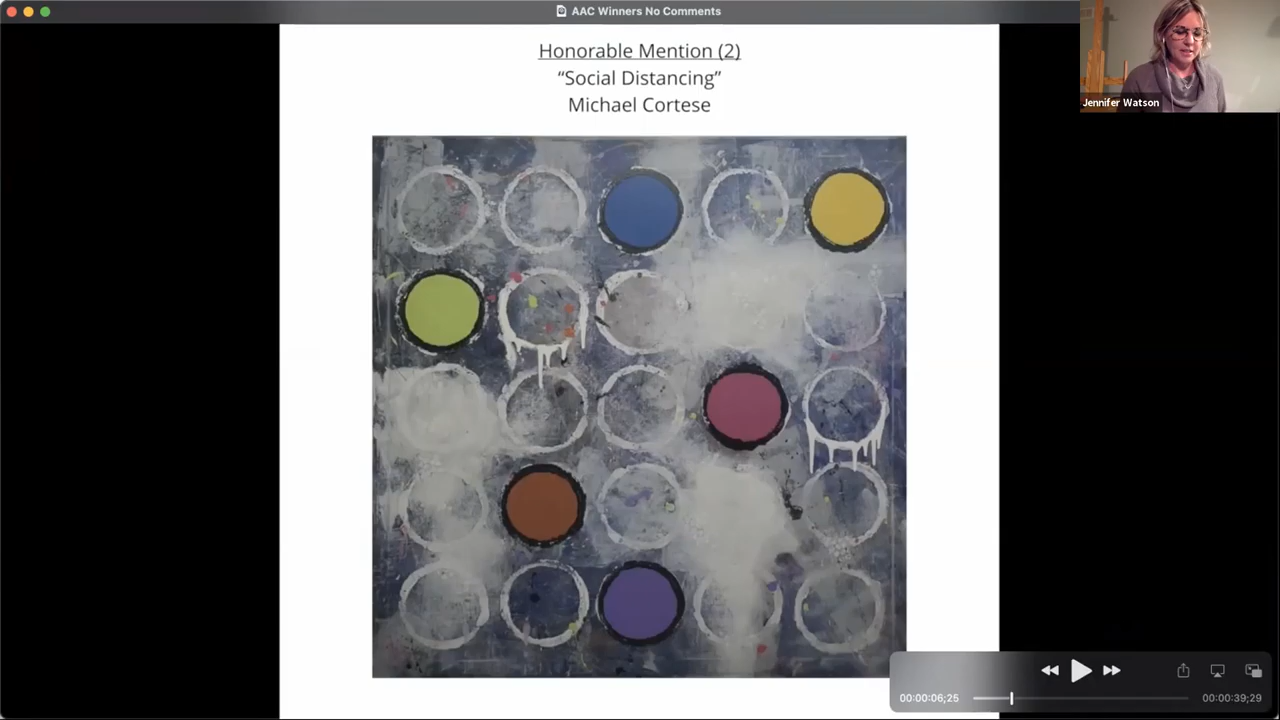 AAC Winners No Comments
Honorable Mention (2)
“Social Distancing”
Michael Cortese
Jennifer Watson
00:00:06;25
00:00:39;29